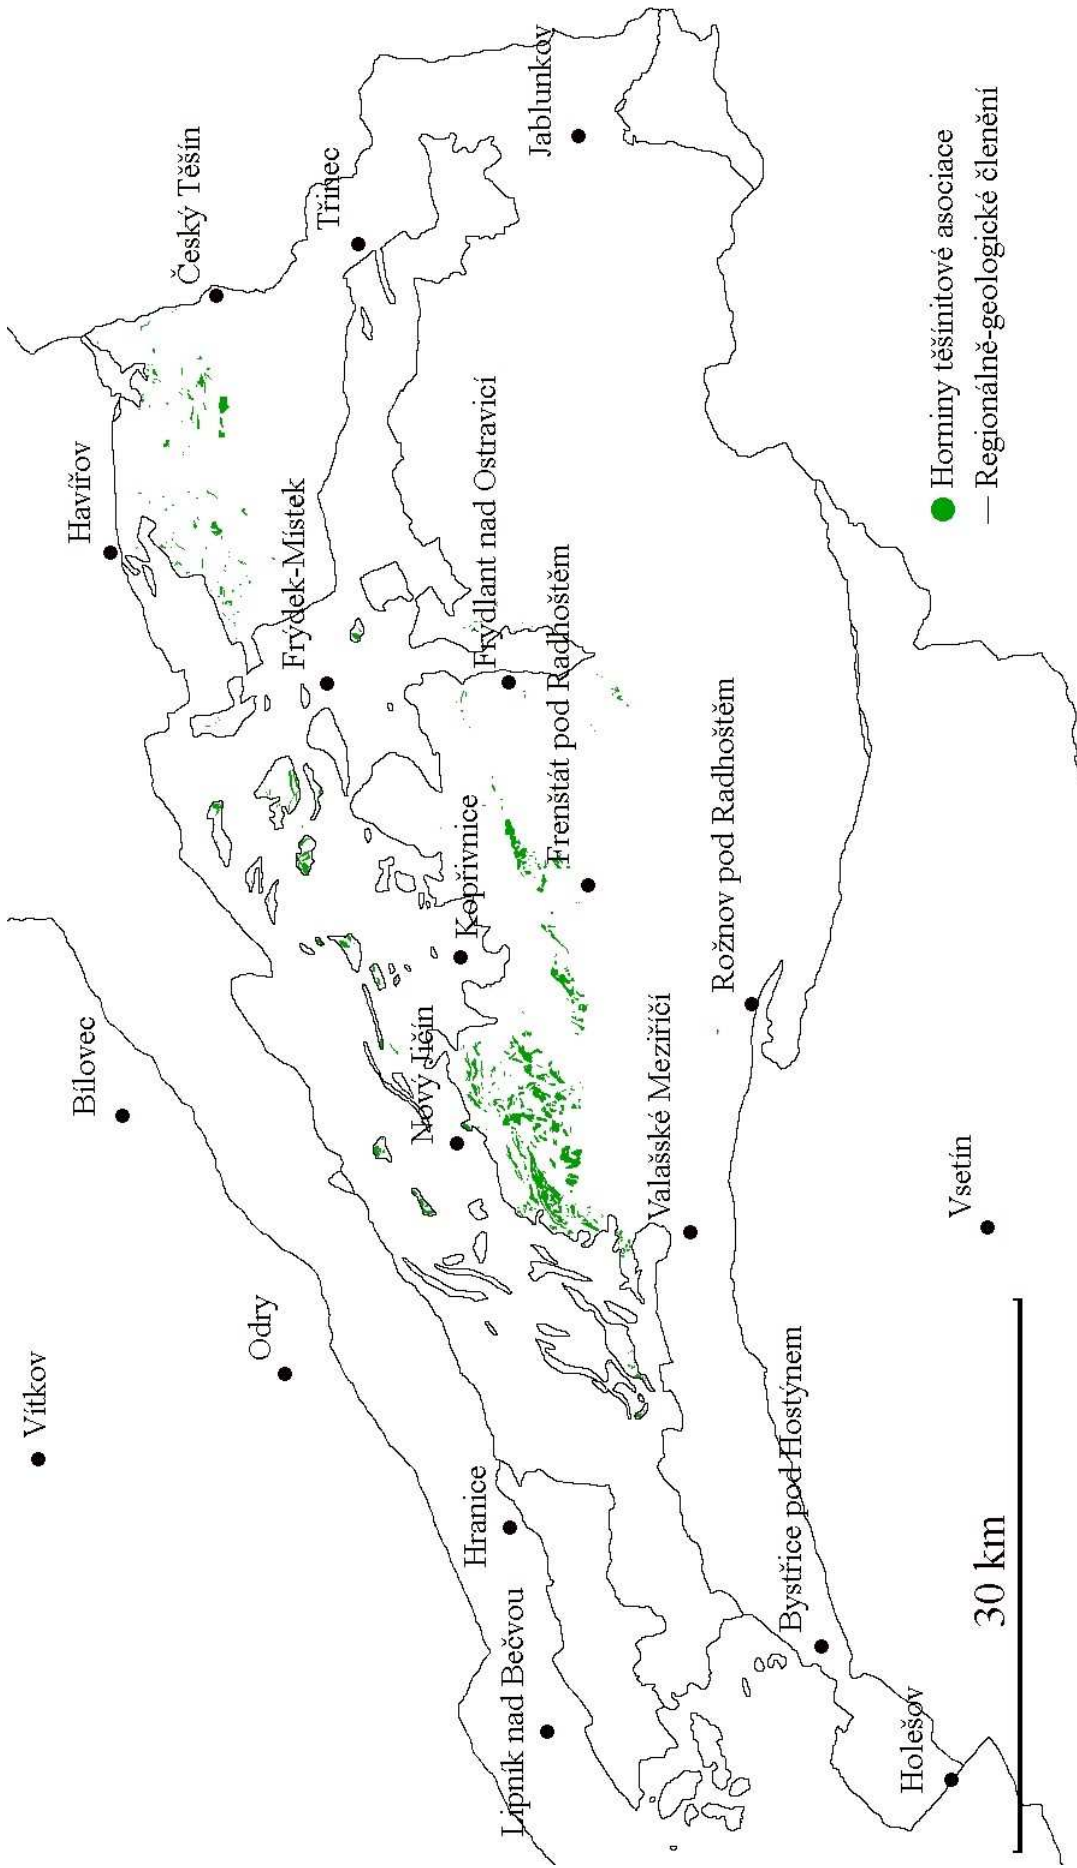 Vítkov
Bílovec
Odry
Havířov
Český Těšín
Třinec
Jablunkov
Frýdek-Místek
Frýdlant nad Ostravicí
Kopřivnice
Nový Jičín
Frenštát pod Radhoštěm
Rožnov pod Radhoštěm
Valašské Meziříčí
Hranice
Lipník nad Bečvou
Bystřice pod Hostýnem
Holešov
Vsetín
30 km
Horniny těšínitové asociace
Regionálně-geologické členění